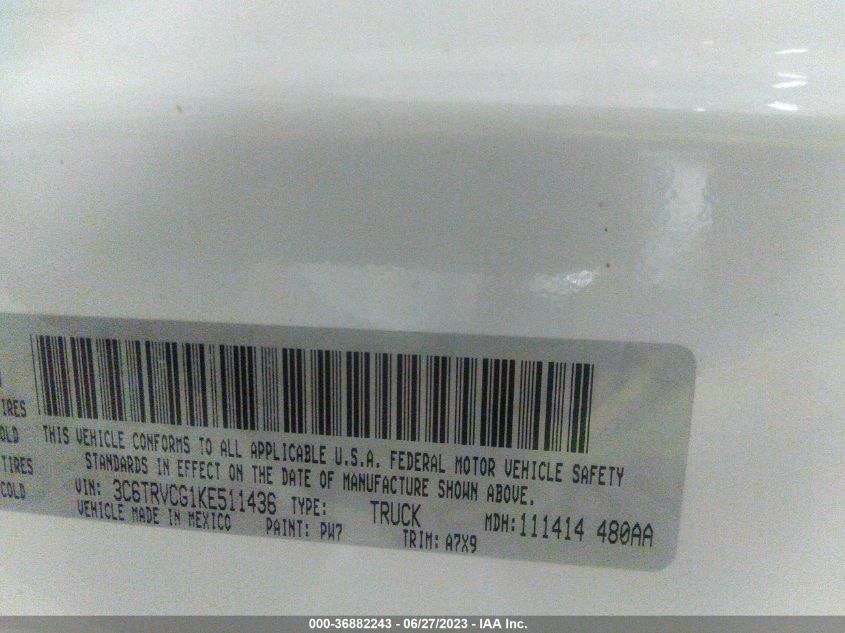 TIRES
COLD
THIS VEHICLE CONFORMS TO ALL APPLICABLE U.S.A. FEDERAL MOTOR VEHICLE SAFETY
TIRES
STANDARDS IN EFFECT ON THE DATE OF MANUFACTURE SHOWN ABOVE.
COLD
VIN: 3C6TRVCG1KE511436 TYPE: TRUCK MDH:111414 480AA
VEHICLE MADE IN MEXICO PAINT: PW7 TRIM: A7X9
000-36882243 - 06/27/2023 - IAA Inc.